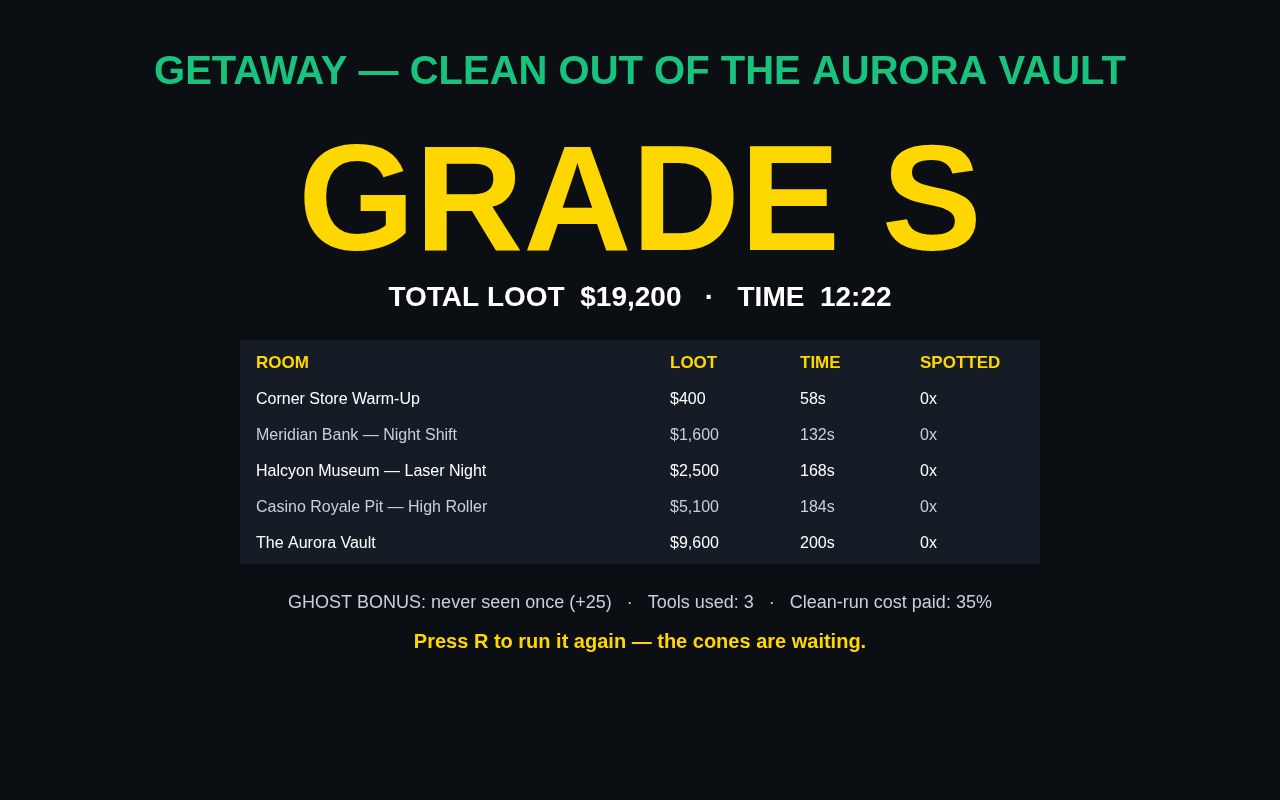 GETAWAY — CLEAN OUT OF THE AURORA VAULT
GRADE S
TOTAL LOOT $19,200 · TIME 12:22
ROOM LOOT TIME SPOTTED
Corner Store Warm-Up $400 58s 0x
Meridian Bank — Night Shift $1,600 132s 0x
Halcyon Museum — Laser Night $2,500 168s 0x
Casino Royale Pit — High Roller $5,100 184s 0x
The Aurora Vault $9,600 200s 0x
GHOST BONUS: never seen once (+25) · Tools used: 3 · Clean-run cost paid: 35%
Press R to run it again — the cones are waiting.